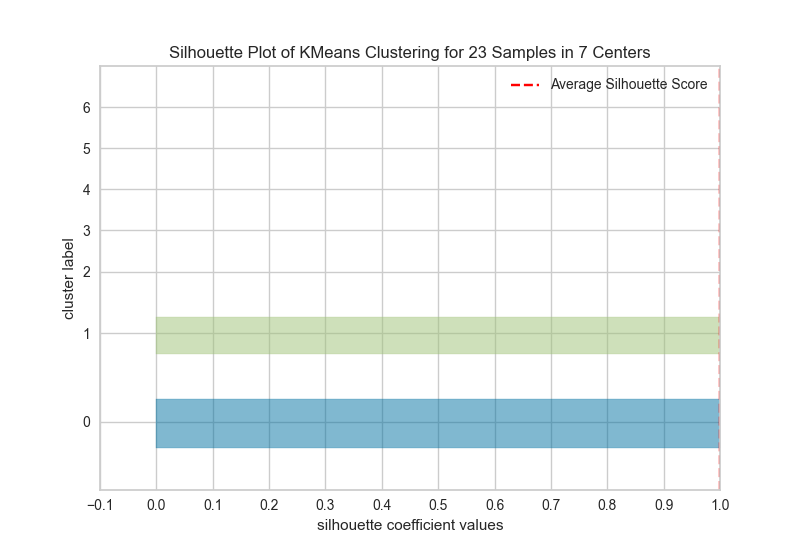 Silhouette Plot of KMeans Clustering for 23 Samples in 7 Centers
Average Silhouette Score
cluster label
6
5
4
3
2
1
0
−0.1 0.0 0.1 0.2 0.3 0.4 0.5 0.6 0.7 0.8 0.9 1.0
silhouette coefficient values